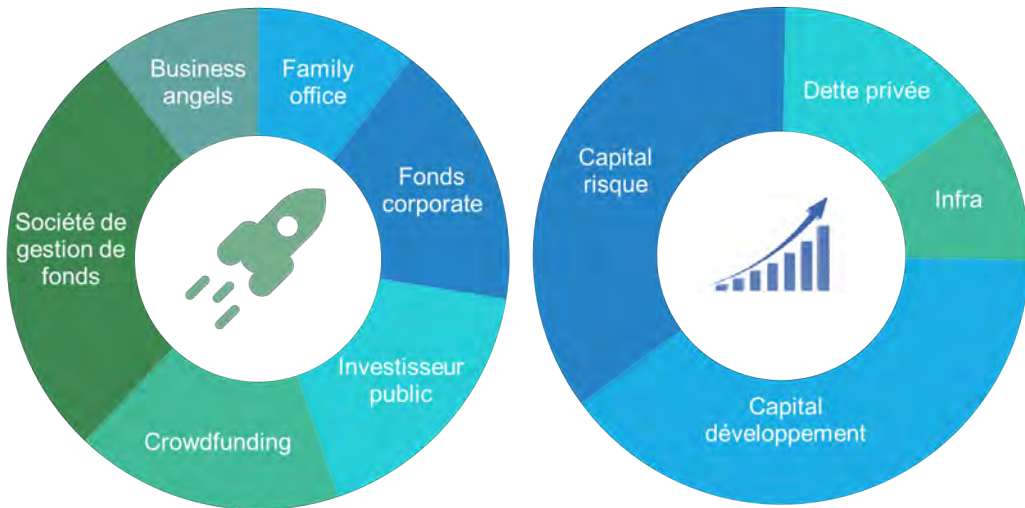 Business
angels
Family
office
Fonds
corporate
Investisseur
public
Crowdfunding
Société de
gestion de
fonds
Dette privée
Infra
Capital
développement
Capital
risque